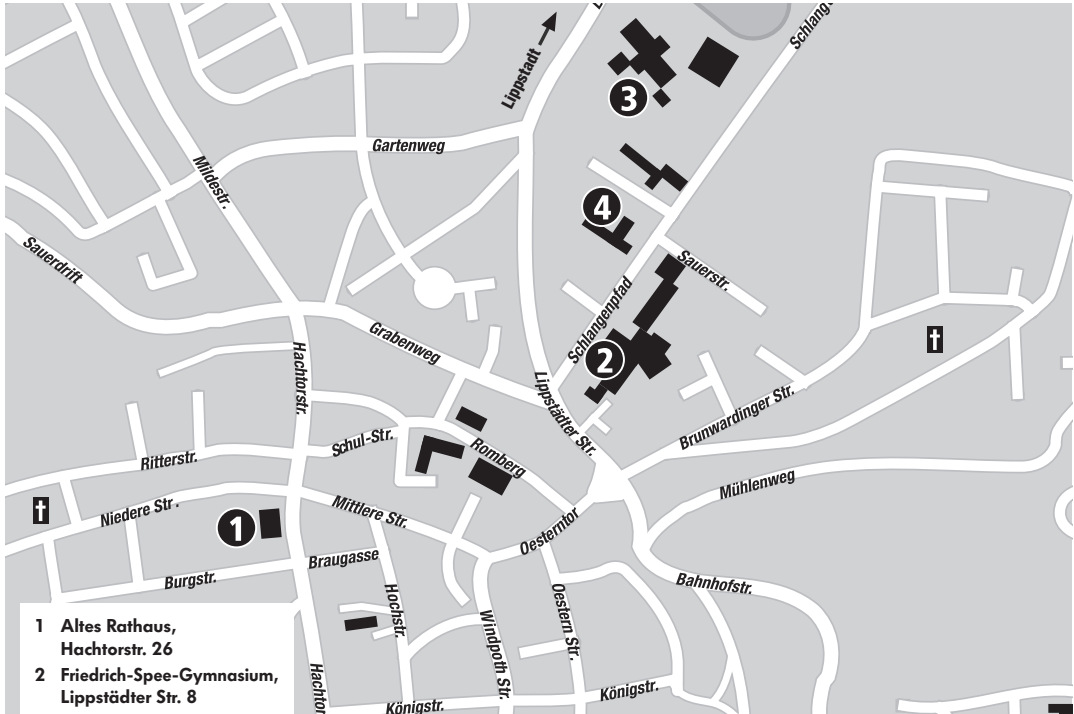 Lippstadt
Schlange
3
Gartenweg
Mildestr.
4
Sauerdrift
Sauerstr.
Schlangenpfad
Grabenweg
2
Hachtorstr.
Lippstädter Str.
Brunwardinger Str.
Schul-Str.
Romberg
Ritterstr.
Mühlenweg
Niedere Str.
Mittlere Str.
1
Oesterntor
Braugasse
Burgstr.
Bahnhofstr.
Hochstr.
Oestern Str.
Windpoth Str.
Hachtor
Königstr.
Königstr.
1 Altes Rathaus,
Hachtorstr. 26
2 Friedrich-Spee-Gymnasium,
Lippstädter Str. 8